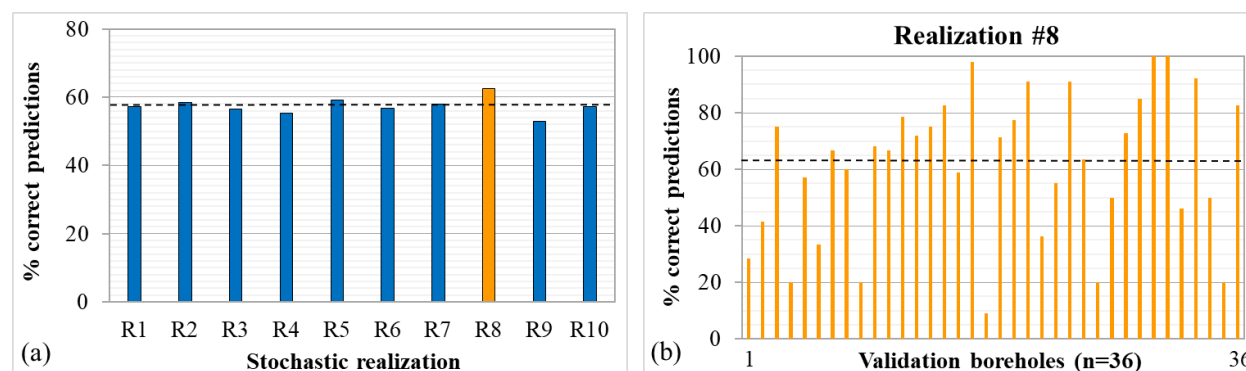 80
60
40
20
0
% correct predictions
R1 R2 R3 R4 R5 R6 R7 R8 R9 R10
Stochastic realization
(a)
Realization #8
100
80
60
40
20
0
% correct predictions
1 36
Validation boreholes (n=36)
(b)